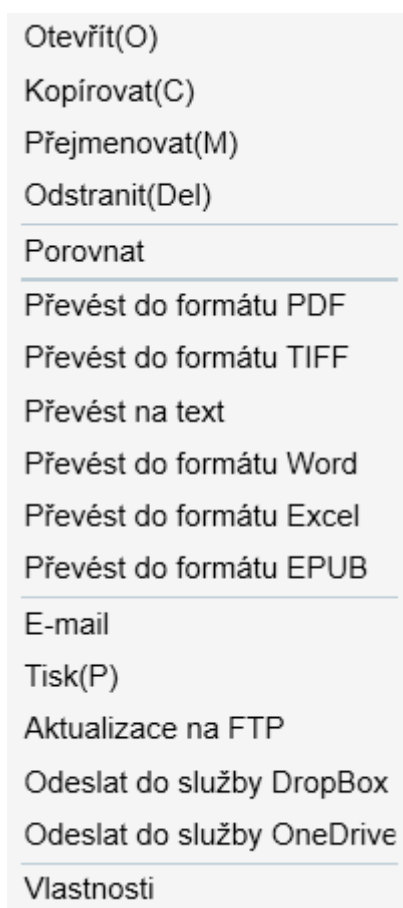 Otevřít(O)
Kopírovat(C)
Přejmenovat(M)
Odstranit(Del)
Porovnat
Převést do formátu PDF
Převést do formátu TIFF
Převést na text
Převést do formátu Word
Převést do formátu Excel
Převést do formátu EPUB
E-mail
Tisk(P)
Aktualizace na FTP
Odeslat do služby DropBox
Odeslat do služby OneDrive
Vlastnosti